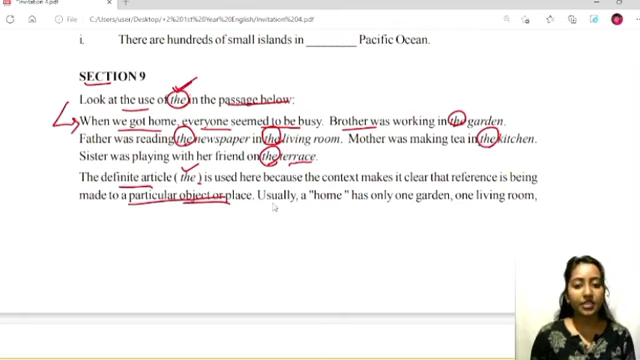 Invitation 4.pdf
File
C:/Users/user/Desktop/+2%201st%20Year%20English/Invitation%204.pdf
i. There are hundreds of small islands in ________ Pacific Ocean.
SECTION 9
Look at the use of the in the passage below:
When we got home, everyone seemed to be busy. Brother was working in the garden.
Father was reading the newspaper in the living room. Mother was making tea in the kitchen.
Sister was playing with her friend on the terrace.
The definite article (the) is used here because the context makes it clear that reference is being
made to a particular object or place. Usually, a "home" has only one garden, one living room,